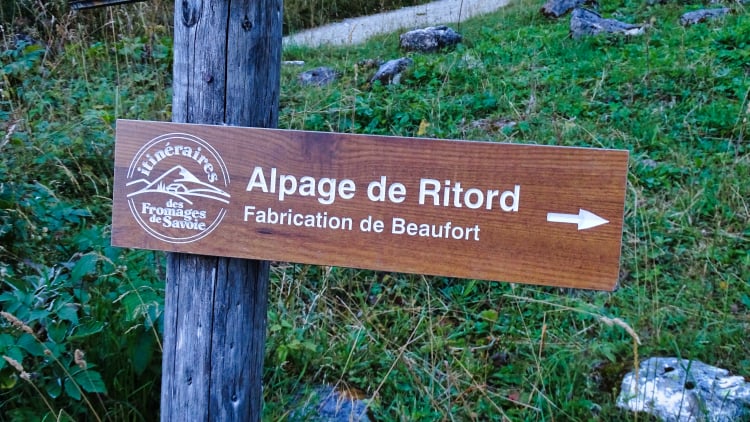 itinéraires
des
Fromages
de Savoie
Alpage de Ritord
Fabrication de Beaufort